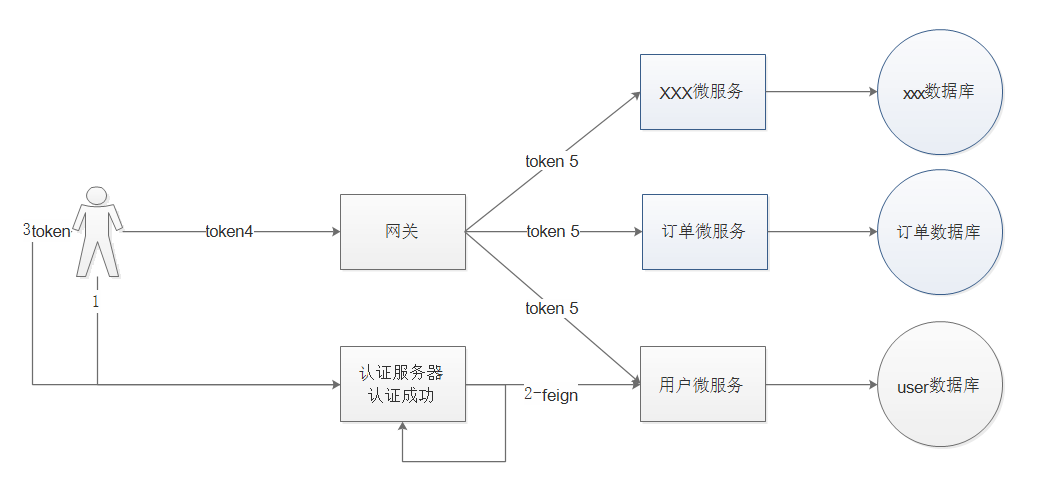 XXX微服务
xxx数据库
token 5
3token
token4
网关
token 5
订单微服务
订单数据库
1
token 5
认证服务器
认证成功
2-feign
用户微服务
user数据库